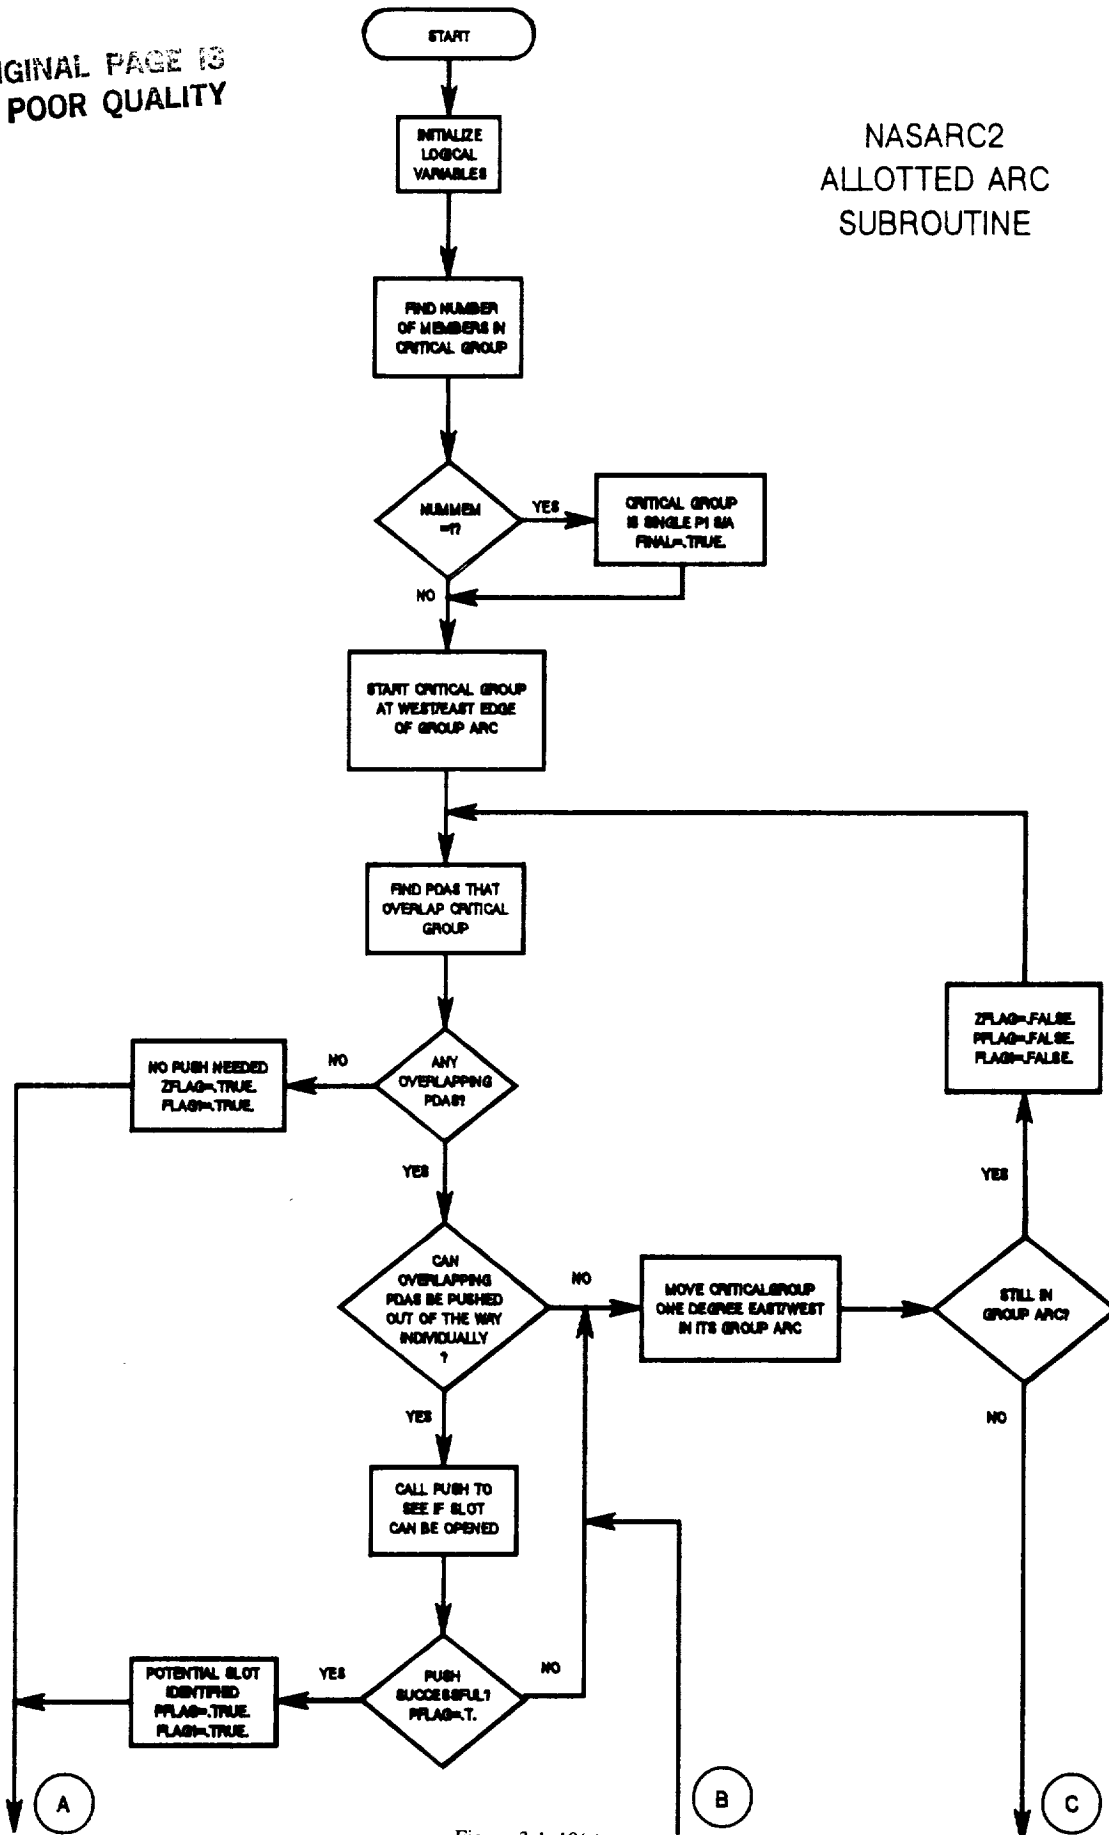 IGINAL PAGE IS
POOR QUALITY
START
NASARC2
ALLOTTED ARC
SUBROUTINE
INITIALIZE
LOGICAL
VARIABLES
FIND NUMBER
OF MEMBERS IN
CRITICAL GROUP
NUMMEM
=1?
YES
CRITICAL GROUP
IS SINGLE P1 S/A
FINAL=.TRUE.
NO
START CRITICAL GROUP
AT WEST/EAST EDGE
OF GROUP ARC
FIND PDAS THAT
OVERLAP CRITICAL
GROUP
ZFLAG=.FALSE.
PFLAG=.FALSE.
FLAG1=.FALSE.
NO PUSH NEEDED
ZFLAG=.TRUE.
FLAG1=.TRUE.
NO
ANY
OVERLAPPING
PDAS?
YES
YES
CAN
OVERLAPPING
PDAS BE PUSHED
OUT OF THE WAY
INDIVIDUALLY
?
NO
MOVE CRITICALGROUP
ONE DEGREE EAST/WEST
IN ITS GROUP ARC
STILL IN
GROUP ARC?
YES
NO
CALL PUSH TO
SEE IF SLOT
CAN BE OPENED
POTENTIAL SLOT
IDENTIFIED
PFLAG=.TRUE.
FLAG1=.TRUE.
YES
PUSH
SUCCESSFUL?
PFLAG=.T.
NO
A
B
C